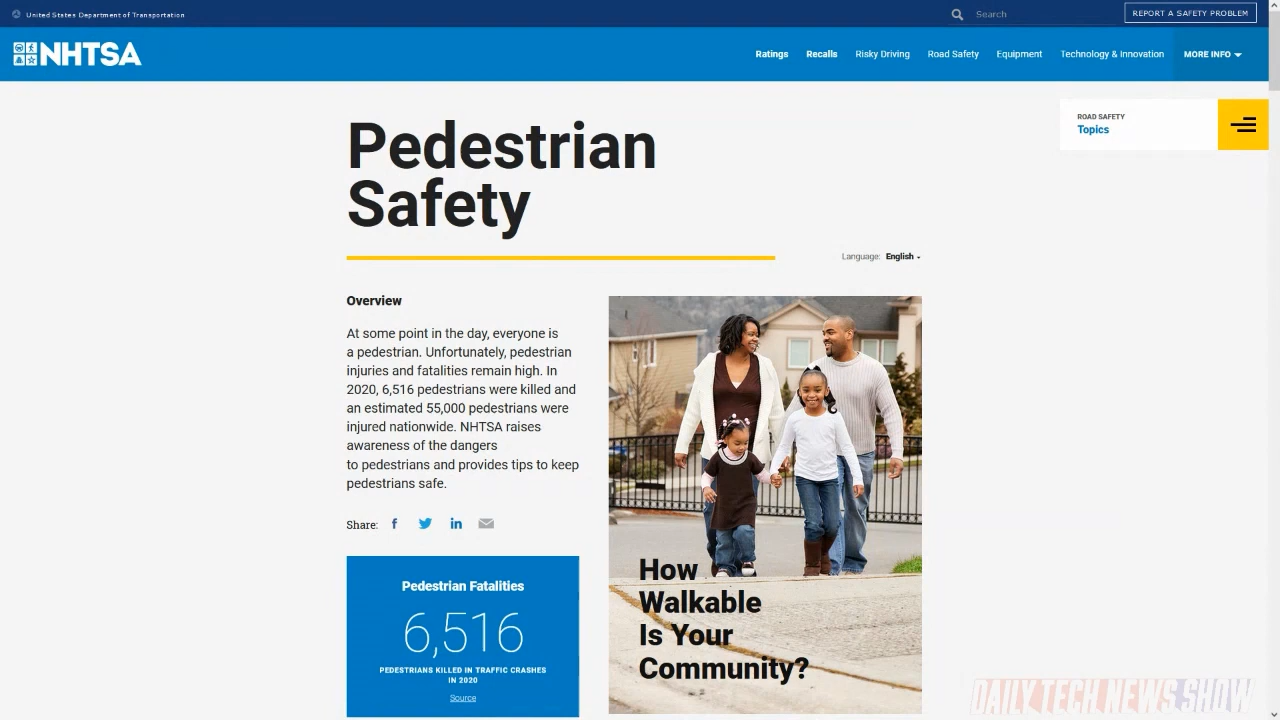 United States Department of Transportation
Search
REPORT A SAFETY PROBLEM
NHTSA
Ratings
Recalls
Risky Driving
Road Safety
Equipment
Technology & Innovation
MORE INFO
ROAD SAFETY
Topics
Pedestrian
Safety
Language: English
Overview
At some point in the day, everyone is
a pedestrian. Unfortunately, pedestrian
injuries and fatalities remain high. In
2020, 6,516 pedestrians were killed and
an estimated 55,000 pedestrians were
injured nationwide. NHTSA raises
awareness of the dangers
to pedestrians and provides tips to keep
pedestrians safe.
Share:
Pedestrian Fatalities
6,516
PEDESTRIANS KILLED IN TRAFFIC CRASHES
IN 2020
Source
How
Walkable
Is Your
Community?
DAILY TECH NEWS SHOW